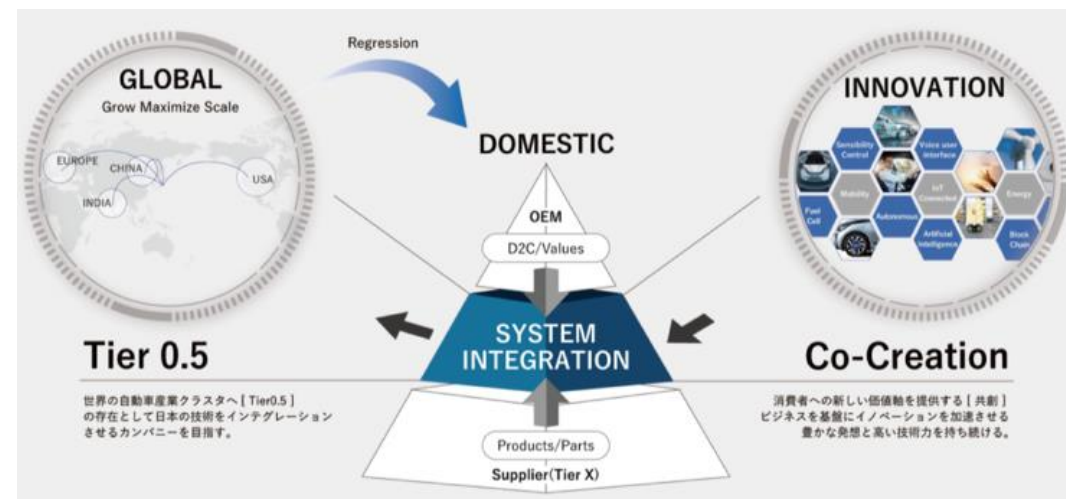 Regression
GLOBAL
Grow Maximize Scale
EUROPE
CHINA
INDIA
USA
DOMESTIC
OEM
D2C/Values
SYSTEM
INTEGRATION
Products/Parts
Supplier(Tier X)
INNOVATION
Sensibility
Control
Voice user
interface
Mobility
IoT
Connected
Energy
Fuel
Cell
Autonomous
Artificial
Intelligence
Block
Chain
Tier 0.5
世界の自動車産業クラスタへ [ Tier0.5 ]
の存在として日本の技術をインテグレーション
させるカンパニーを目指す。
Co-Creation
消費者への新しい価値軸を提供する [ 共創 ]
ビジネスを基盤にイノベーションを加速させる
豊かな発想と高い技術力を持ち続ける。